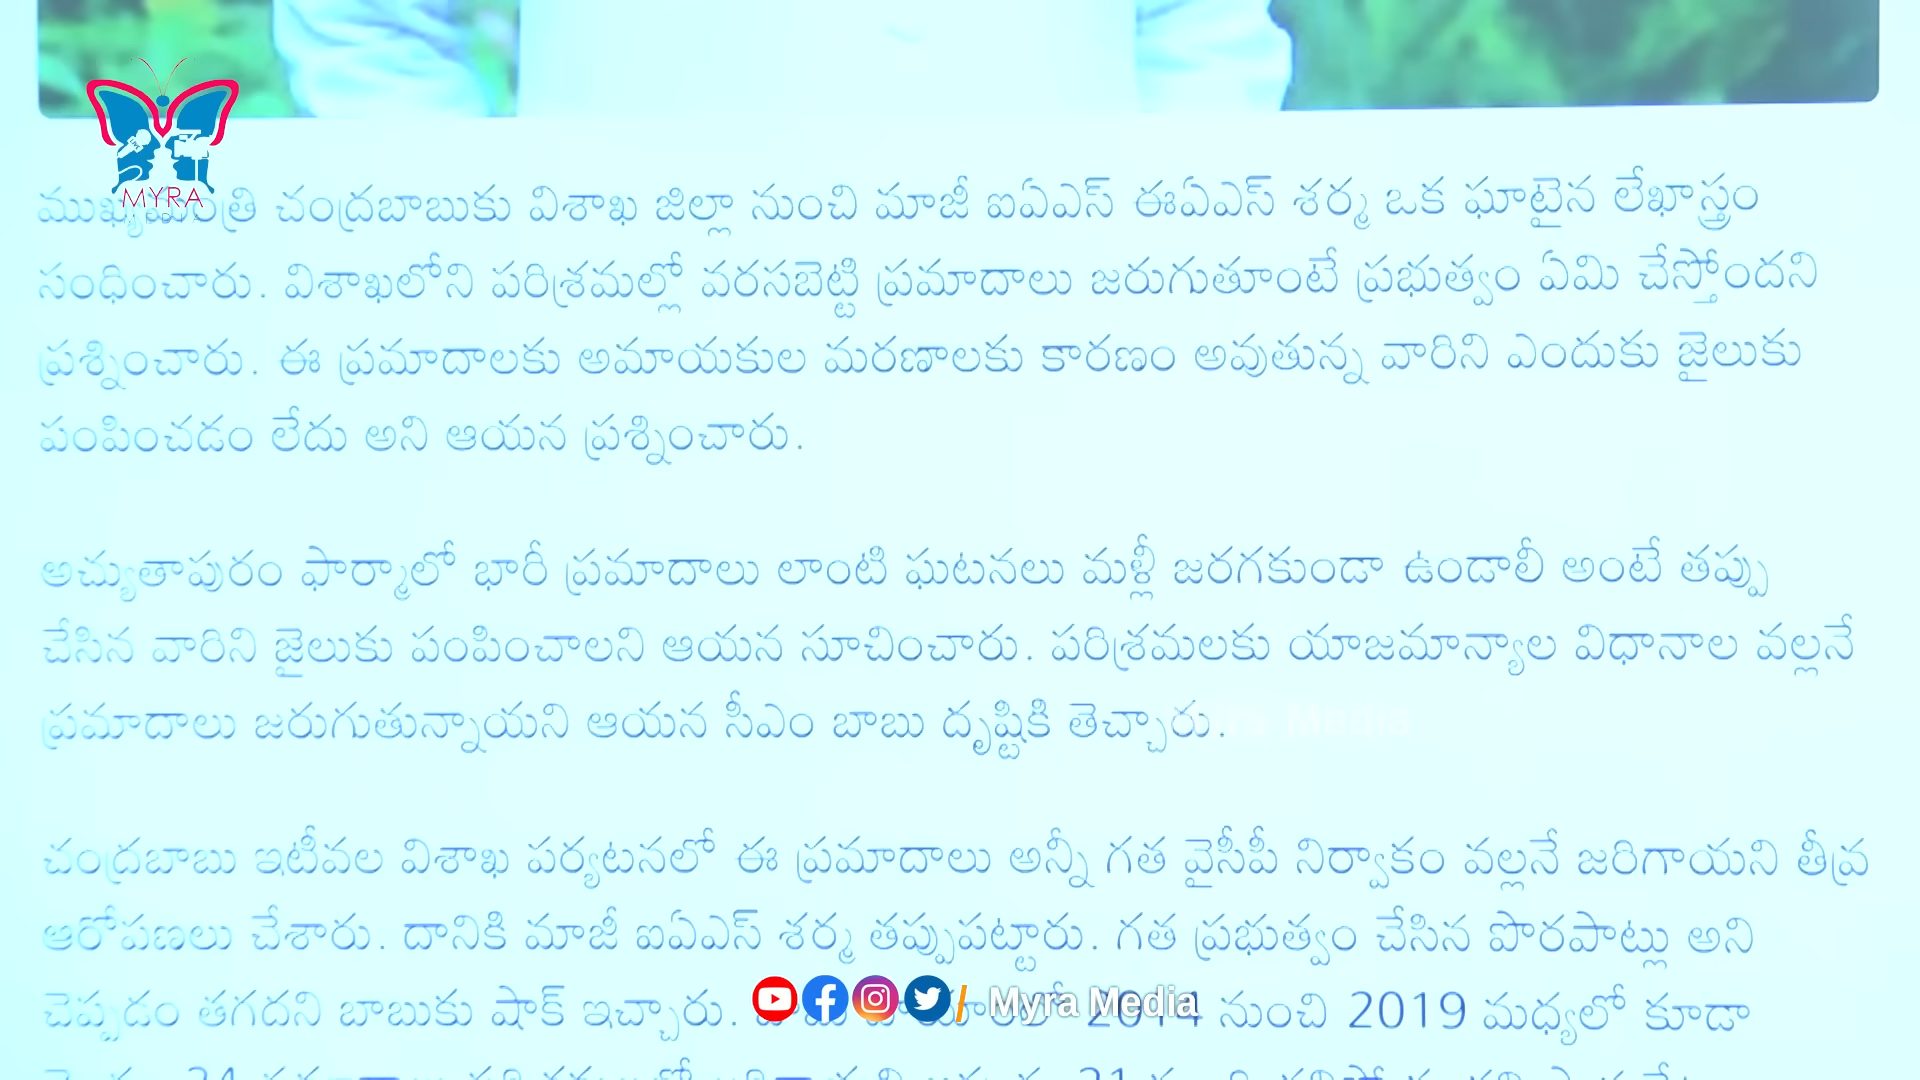 MYRA
ముఖ్యమంత్రి చంద్రబాబుకు విశాఖ జిల్లా నుంచి మాజీ ఐఏఎస్ ఈఏఎస్ శర్మ ఒక ఘాటైన లేఖాస్త్రం
సంధించారు. విశాఖలోని పరిశ్రమల్లో వరసబెట్టి ప్రమాదాలు జరుగుతూంటే ప్రభుత్వం ఏమి చేస్తోందని
ప్రశ్నించారు. ఈ ప్రమాదాలకు అమాయకుల మరణాలకు కారణం అవుతున్న వారిని ఎందుకు జైలుకు
పంపించడం లేదు అని ఆయన ప్రశ్నించారు.
అచ్యుతాపురం ఫార్మాలో భారీ ప్రమాదాలు లాంటి ఘటనలు మళ్లీ జరగకుండా ఉండాలీ అంటే తప్పు
చేసిన వారిని జైలుకు పంపించాలని ఆయన సూచించారు. పరిశ్రమలకు యాజమాన్యాల విధానాల వల్లనే
ప్రమాదాలు జరుగుతున్నాయని ఆయన సీఎం బాబు దృష్టికి తెచ్చారు.
చంద్రబాబు ఇటీవల విశాఖ పర్యటనలో ఈ ప్రమాదాలు అన్నీ గత వైసీపీ నిర్వాకం వల్లనే జరిగాయని తీవ్ర
ఆరోపణలు చేశారు. దానికి మాజీ ఐఏఎస్ శర్మ తప్పుపట్టారు. గత ప్రభుత్వం చేసిన పొరపాట్లు అని
చెప్పడం తగదని బాబుకు షాక్ ఇచ్చారు. 2014 నుంచి 2019 మధ్యలో కూడా
/ Myra Media